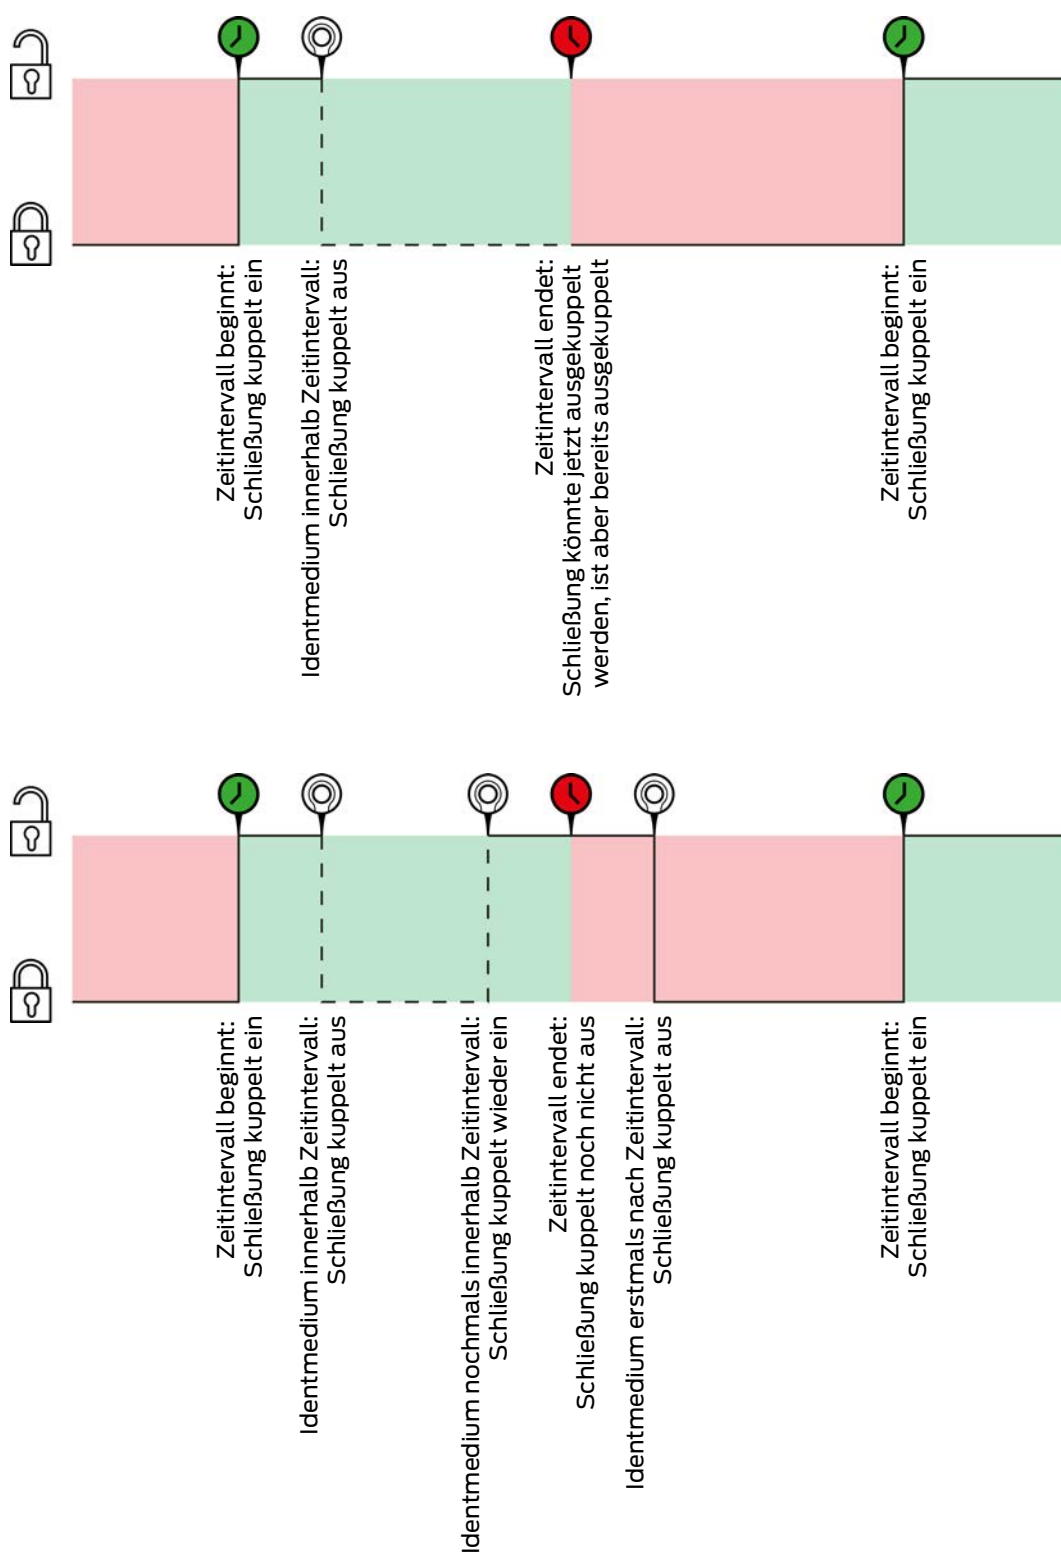 Zeitintervall beginnt:
Schließung kuppelt ein
Identmedium innerhalb Zeitintervall:
Schließung kuppelt aus
Zeitintervall endet:
Schließung könnte jetzt ausgekuppelt
werden, ist aber bereits ausgekuppelt
Zeitintervall beginnt:
Schließung kuppelt ein
Zeitintervall beginnt:
Schließung kuppelt ein
Identmedium innerhalb Zeitintervall:
Schließung kuppelt aus
Identmedium nochmals innerhalb Zeitintervall:
Schließung kuppelt wieder ein
Zeitintervall endet:
Schließung kuppelt noch nicht aus
Identmedium erstmals nach Zeitintervall:
Schließung kuppelt aus
Zeitintervall beginnt:
Schließung kuppelt ein